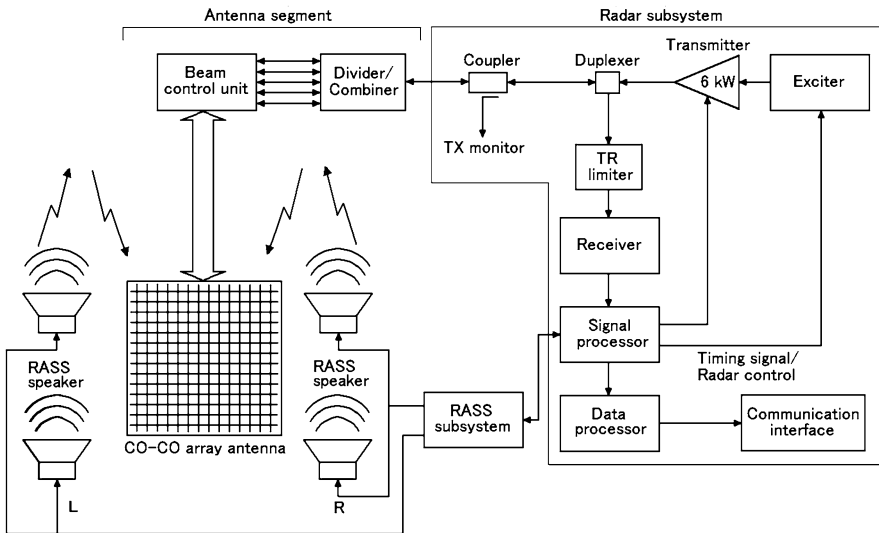 Antenna segment
Radar subsystem
Beam
control unit
Divider/
Combiner
Coupler
Duplexer
Transmitter
6 kW
Exciter
TX monitor
TR
limiter
Receiver
Signal
processor
Timing signal/
Radar control
RASS
speaker
RASS
speaker
RASS
subsystem
Data
processor
Communication
interface
CO-CO array antenna
L
R